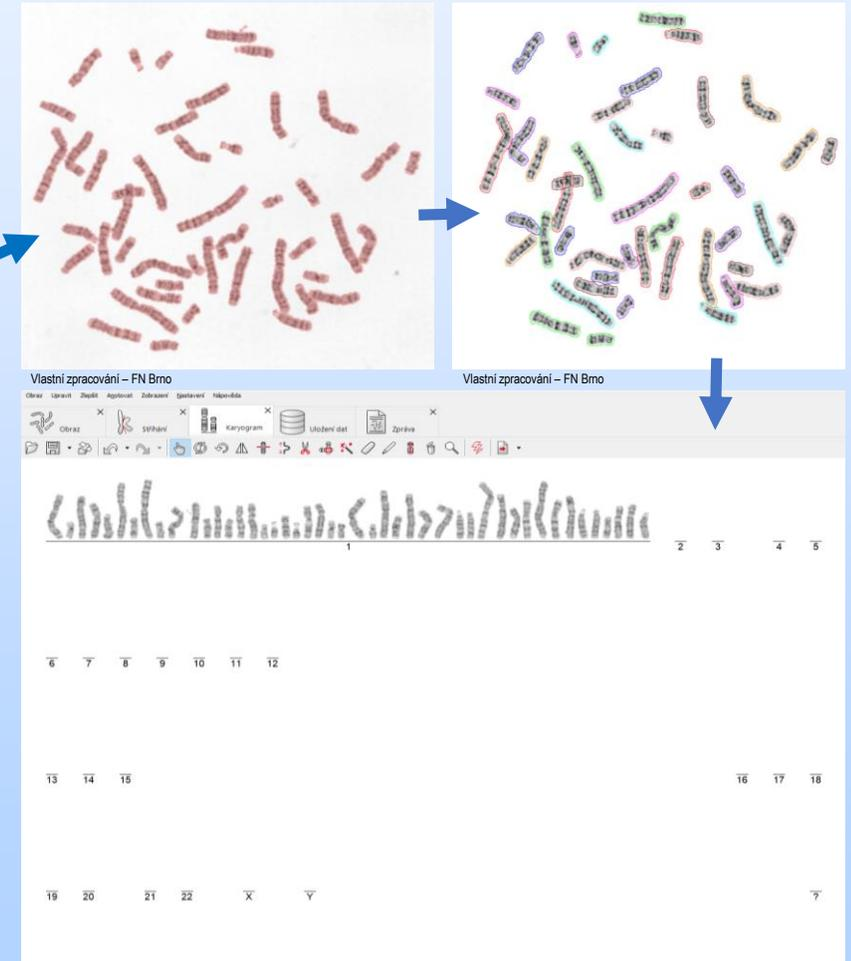 Vlastní zpracování – FN Brno
Vlastní zpracování – FN Brno
Obraz Upravit Zlepšit Anotovat Zobrazení Nastavení Nápověda
Obraz Stříhání Karyogram Uložení dat Zpráva
1 2 3 4 5
6 7 8 9 10 11 12
13 14 15 16 17 18
19 20 21 22 X Y ?